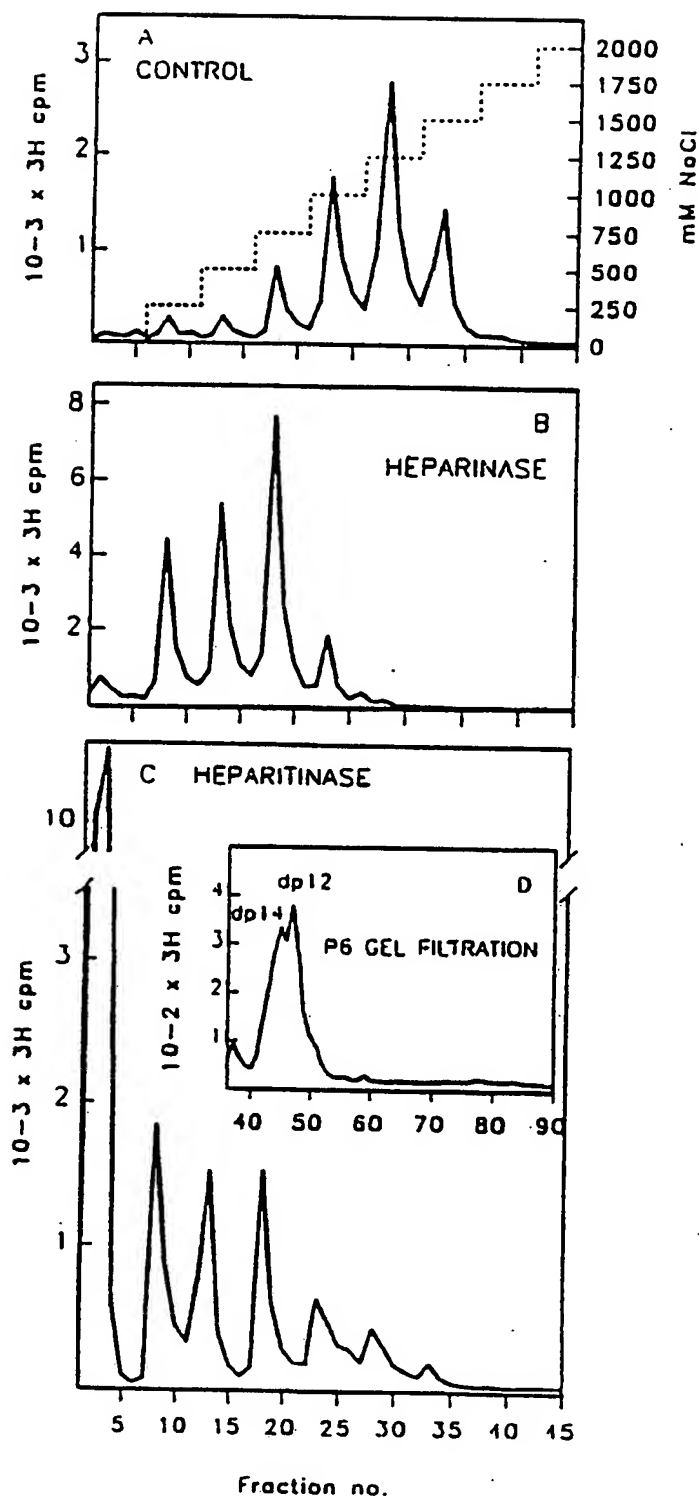 A
CONTROL
3
2
1
10-3 x 3H cpm
2000
1750
1500
1250
1000
750
500
250
0
mM NaCl
B
HEPARINASE
8
6
4
2
10-3 x 3H cpm
C HEPARITINASE
10
3
2
1
10-3 x 3H cpm
D
dp12
dp14
P6 GEL FILTRATION
4
3
2
1
10-2 x 3H cpm
40 50 60 70 80 90
5 10 15 20 25 30 35 40 45
Fraction no.